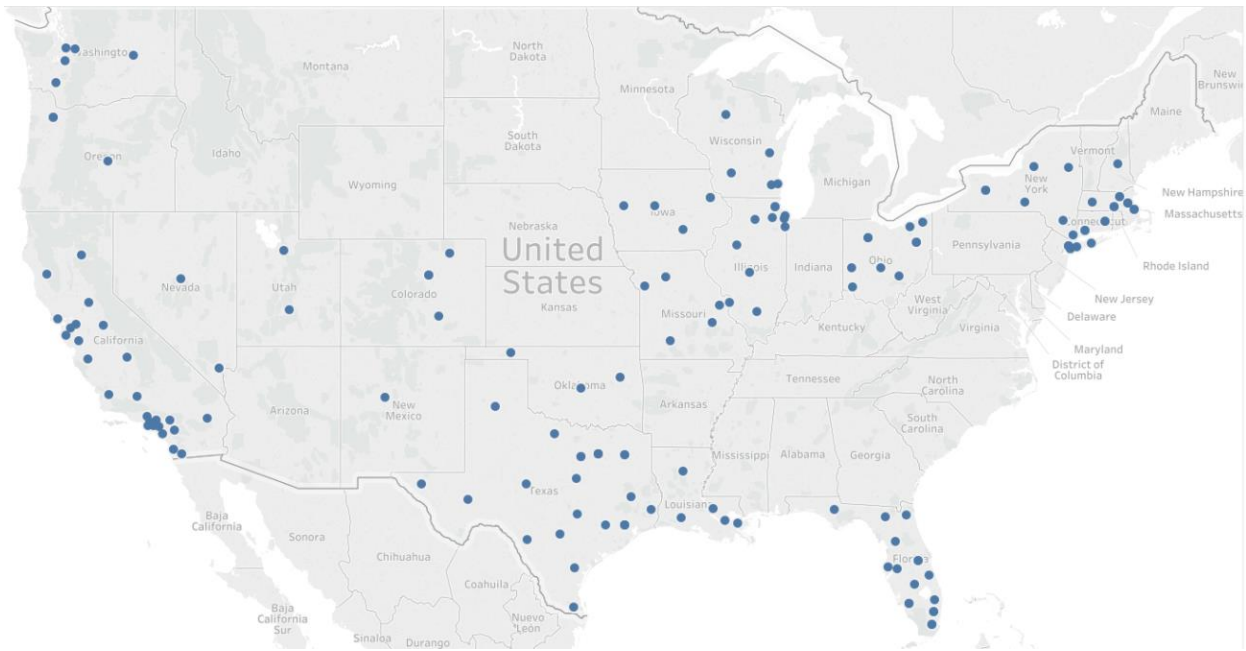 Washington
Montana
North
Dakota
Minnesota
New
Brunswick
Maine
Oregon
Idaho
South
Dakota
Wisconsin
Michigan
Vermont
New
York
New Hampshire
Massachusetts
Wyoming
Iowa
Connecticut
Nebraska
United
States
Pennsylvania
Rhode Island
Nevada
Utah
Colorado
Kansas
Illinois
Indiana
Ohio
Missouri
West
Virginia
Virginia
New Jersey
Delaware
California
Kentucky
Maryland
District of
Columbia
Arizona
New
Mexico
Oklahoma
Arkansas
Tennessee
North
Carolina
South
Carolina
Mississippi
Alabama
Georgia
Texas
Louisiana
Baja
California
Sonora
Chihuahua
Coahuila
Florida
Baja
California
Sur
Sinaloa
Durango
Nuevo
León